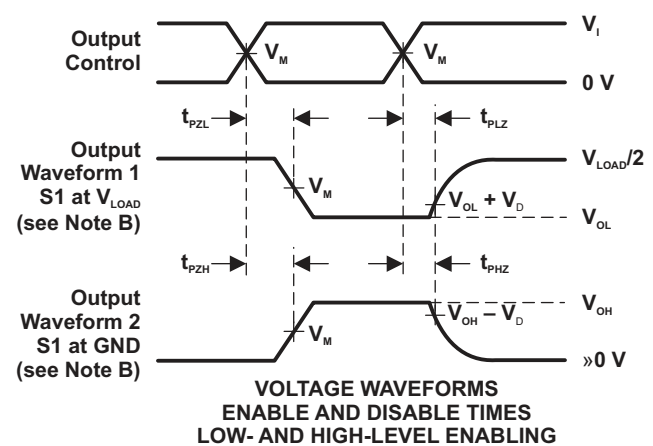 Output
Control
V_M
V_M
V_I
0 V
t_PZL
t_PLZ
Output
Waveform 1
S1 at V_LOAD
(see Note B)
V_M
V_OL + V_D
V_LOAD/2
V_OL
t_PZH
t_PHZ
Output
Waveform 2
S1 at GND
(see Note B)
V_M
V_OH – V_D
V_OH
»0 V
VOLTAGE WAVEFORMS
ENABLE AND DISABLE TIMES
LOW- AND HIGH-LEVEL ENABLING